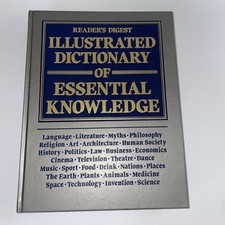 READER'S DIGEST
ILLUSTRATED
DICTIONARY
OF
ESSENTIAL
KNOWLEDGE
Language · Literature · Myths · Philosophy
Religion · Art · Architecture · Human Society
History · Politics · Law · Business · Economics
Cinema · Television · Theatre · Dance
Music · Sport · Food · Drink · Nations · Places
The Earth · Plants · Animals · Medicine
Space · Technology · Invention · Science